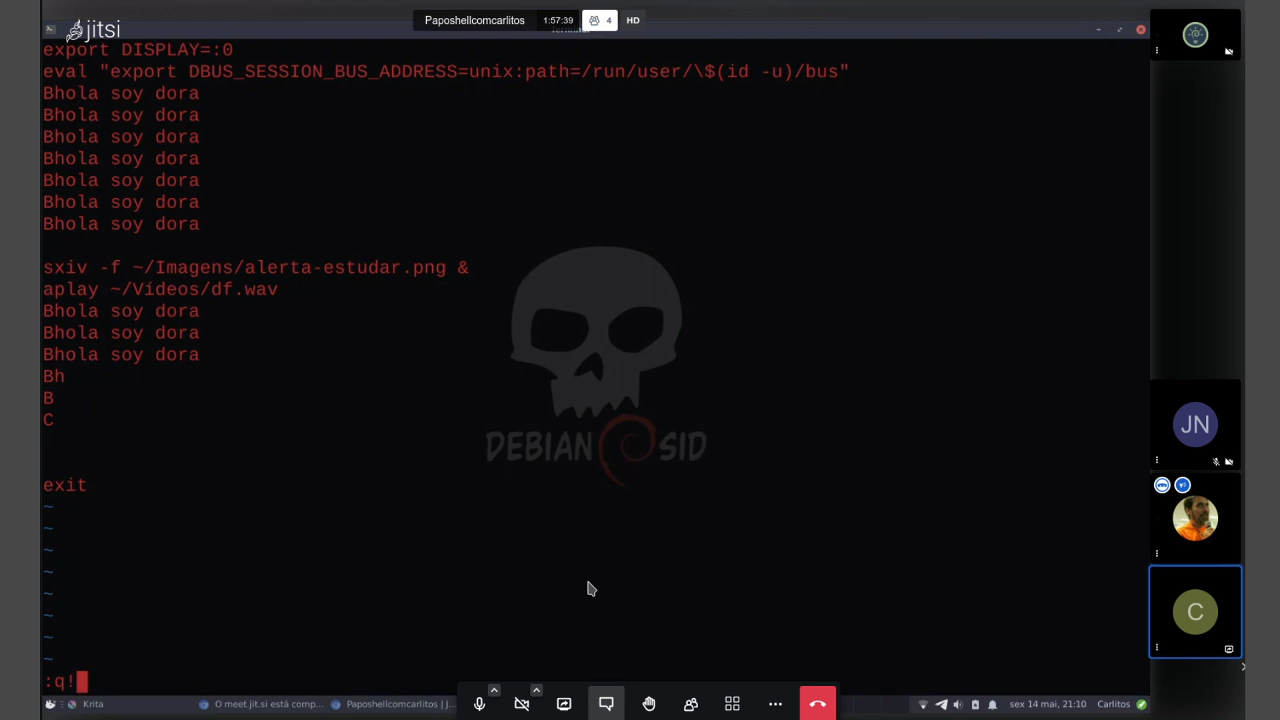 Paposhellcomcarlitos
1:57:39
4
HD
jitsi
export DISPLAY=:0
eval "export DBUS_SESSION_BUS_ADDRESS=unix:path=/run/user/\$(id -u)/bus"
Bhola soy dora
Bhola soy dora
Bhola soy dora
Bhola soy dora
Bhola soy dora
Bhola soy dora
Bhola soy dora
sxiv -f ~/Imagens/alerta-estudar.png &
aplay ~/Vídeos/df.wav
Bhola soy dora
Bhola soy dora
Bhola soy dora
Bh
B
C
exit
~
~
~
~
~
~
~
~
:q!
DEBIAN SID
JN
C
Krita
O meet.jit.si está comp...
Paposhellcomcarlitos | J...
sex 14 mai, 21:10
Carlitos